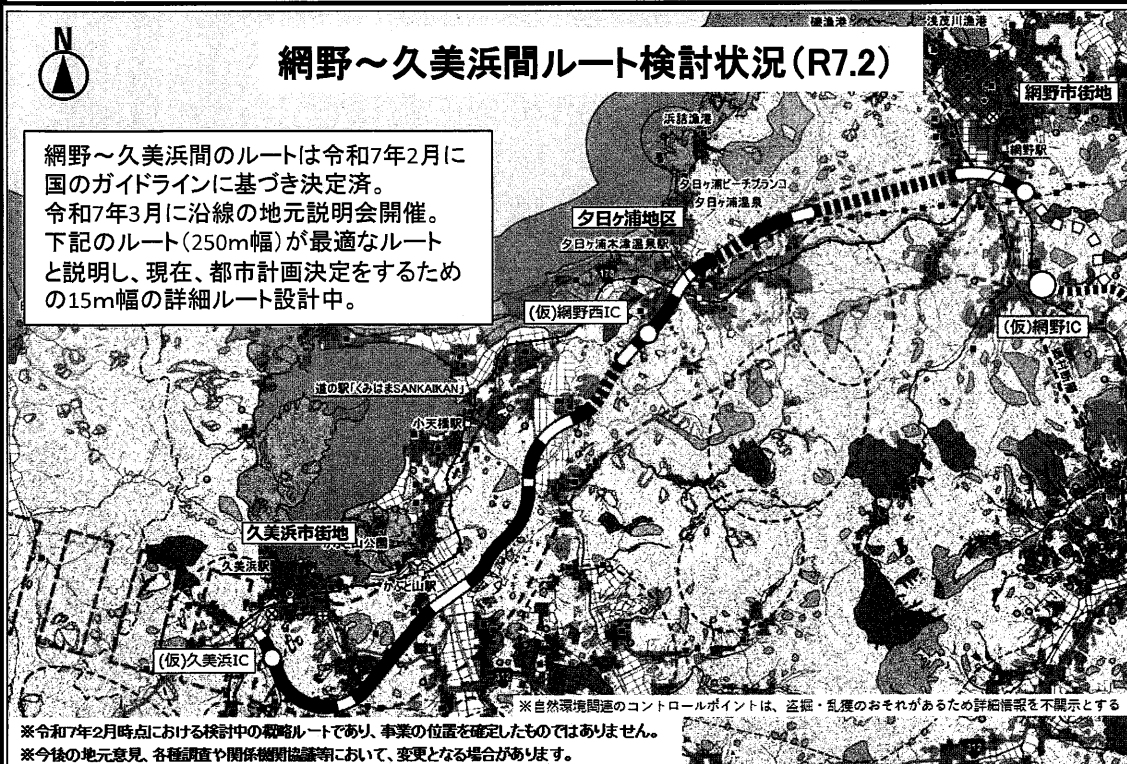 N
網野～久美浜間ルート検討状況(R7.2)
磯漁港
浅茂川漁港
網野市街地
浜詰漁港
網野駅
網野～久美浜間のルートは令和7年2月に
国のガイドラインに基づき決定済。
令和7年3月に沿線の地元説明会開催。
下記のルート(250m幅)が最適なルート
と説明し、現在、都市計画決定をするため
の15m幅の詳細ルート設計中。
夕日ヶ浦ビーチブランコ
夕日ヶ浦温泉
夕日ヶ浦地区
夕日ヶ浦木津温泉駅
178
(仮)網野西IC
(仮)網野IC
道の駅「くみはまSANKAIKAN」
小天橋駅
久美浜市街地
かぶと山公園
久美浜駅
かぶと山駅
(仮)久美浜IC
※自然環境関連のコントロールポイントは、盗掘・乱獲のおそれがあるため詳細情報を不開示とする
※令和7年2月時点における検討中の概略ルートであり、事業の位置を確定したものではありません。
※今後の地元意見、各種調査や関係機関協議等において、変更となる場合があります。